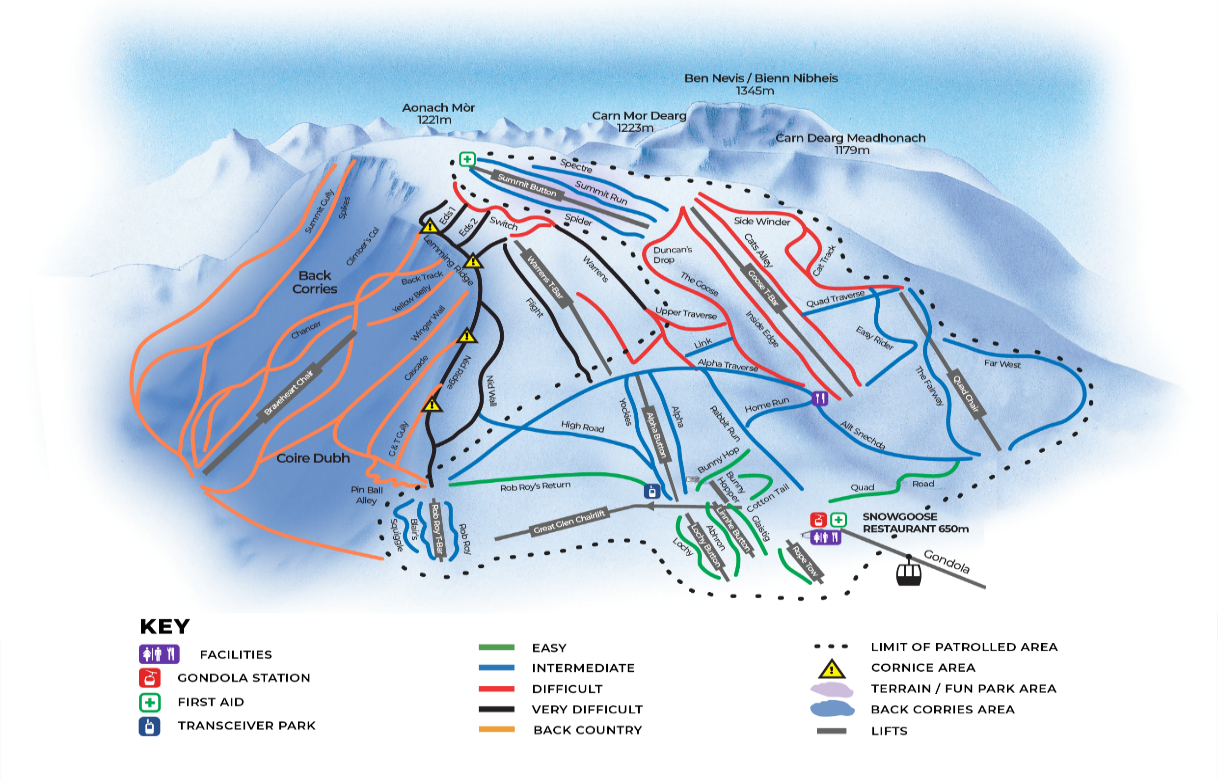 Ben Nevis / Bienn Nibheis
1345m
Aonach Mòr
1221m
Carn Mor Dearg
1223m
Carn Dearg Meadhonach
1179m
Spectre
Summit Button
Summit Run
Spider
Summit Gully
Spikes
Climber's Col
Eds 1
Eds 2
Switch
Side Winder
Cat Track
Cats Alley
Goose T-Bar
Duncan's
Drop
The Goose
Lemming Ridge
Warrens T-Bar
Warrens
Back
Corries
Back Track
Yellow Belly
Quad Traverse
Flight
Upper Traverse
Inside Edge
Winger Wall
Chancer
Link
Easy Rider
Alpha Traverse
Far West
Cascade
Nid Ridge
Nid Wall
Braveheart Chair
The Fairway
Quad Chair
Yockies
Alpha Button
Alpha
Rabbit Run
Home Run
High Road
C & T Gully
Allt Snechda
Coire Dubh
Bunny Hop
Bunny
Hopper
Cotton Tail
Rob Roy's Return
Quad Road
Pin Ball
Alley
Squiggle
Blair's
Rob Roy T-Bar
Rob Roy
Great Glen Chairlift
Linnhe Button
Glaistig
Abhron
Lochy Button
Lochy
Rope Tow
SNOWGOOSE
RESTAURANT 650m
Gondola
KEY
FACILITIES
GONDOLA STATION
FIRST AID
TRANSCEIVER PARK
EASY
INTERMEDIATE
DIFFICULT
VERY DIFFICULT
BACK COUNTRY
LIMIT OF PATROLLED AREA
CORNICE AREA
TERRAIN / FUN PARK AREA
BACK CORRIES AREA
LIFTS